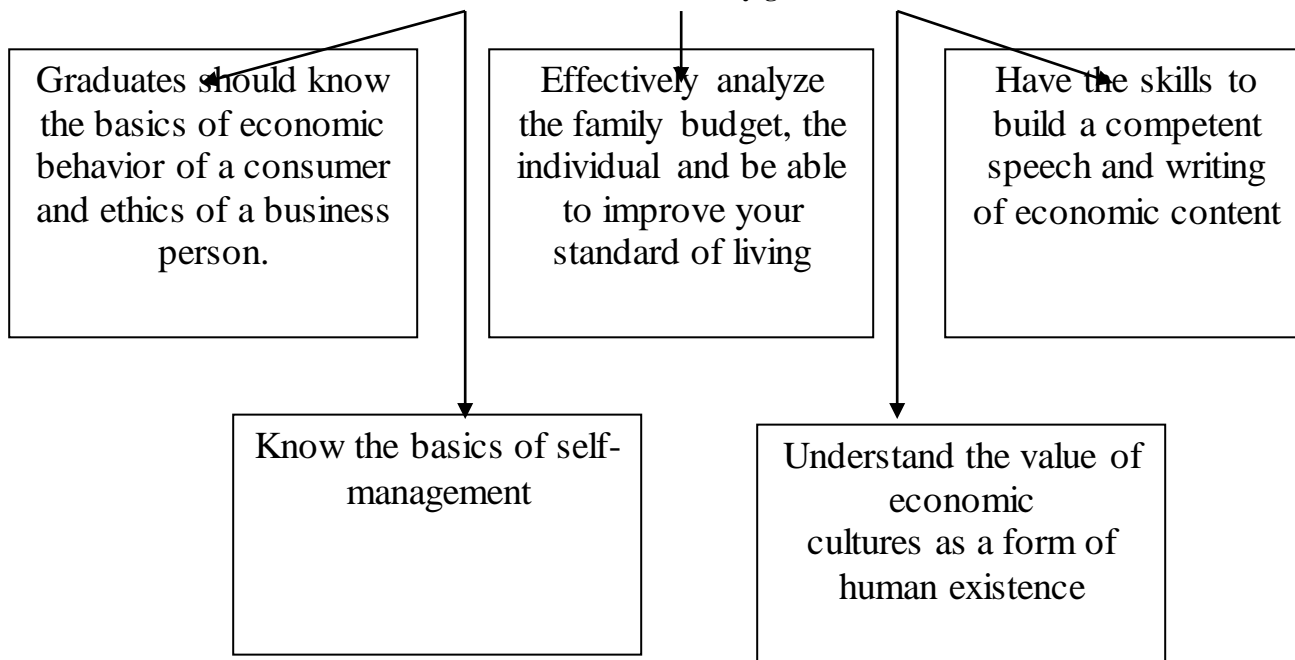 Graduates should know
the basics of economic
behavior of a consumer
and ethics of a business
person.
Effectively analyze
the family budget, the
individual and be able
to improve your
standard of living
Have the skills to
build a competent
speech and writing
of economic content
Know the basics of self-
management
Understand the value of
economic
cultures as a form of
human existence